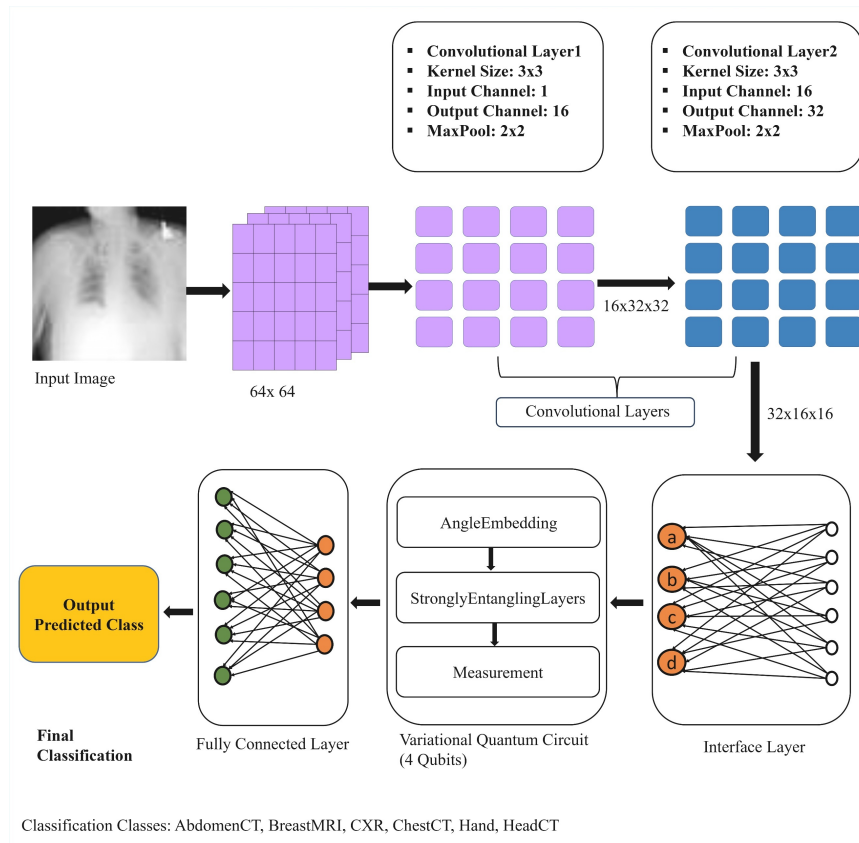 ▪ Convolutional Layer1
▪ Kernel Size: 3x3
▪ Input Channel: 1
▪ Output Channel: 16
▪ MaxPool: 2x2
▪ Convolutional Layer2
▪ Kernel Size: 3x3
▪ Input Channel: 16
▪ Output Channel: 32
▪ MaxPool: 2x2
Input Image
64x 64
16x32x32
Convolutional Layers
32x16x16
a
b
c
d
Interface Layer
AngleEmbedding
StronglyEntanglingLayers
Measurement
Variational Quantum Circuit
(4 Qubits)
Fully Connected Layer
Output
Predicted Class
Final
Classification
Classification Classes: AbdomenCT, BreastMRI, CXR, ChestCT, Hand, HeadCT